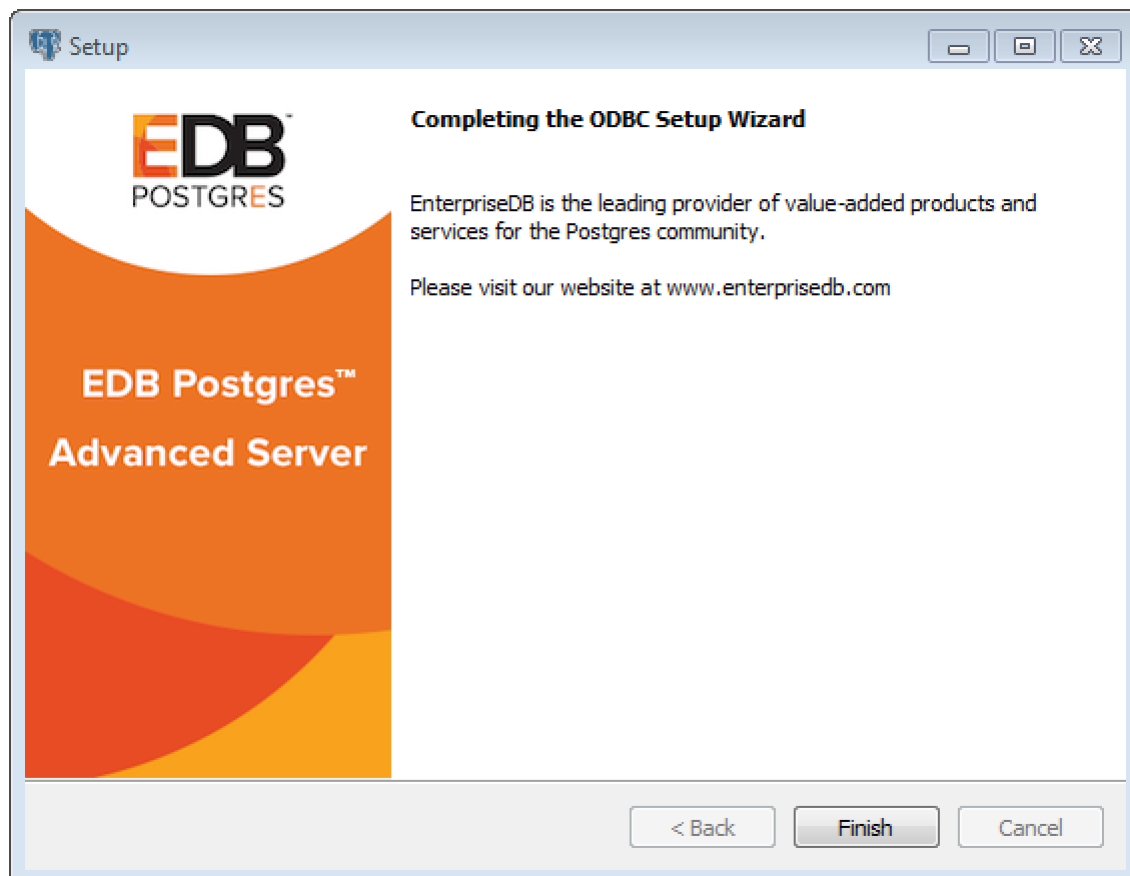 Setup
EDB™
POSTGRES
Completing the ODBC Setup Wizard
EnterpriseDB is the leading provider of value-added products and
services for the Postgres community.
Please visit our website at www.enterprisedb.com
EDB Postgres™
Advanced Server
< Back
Finish
Cancel